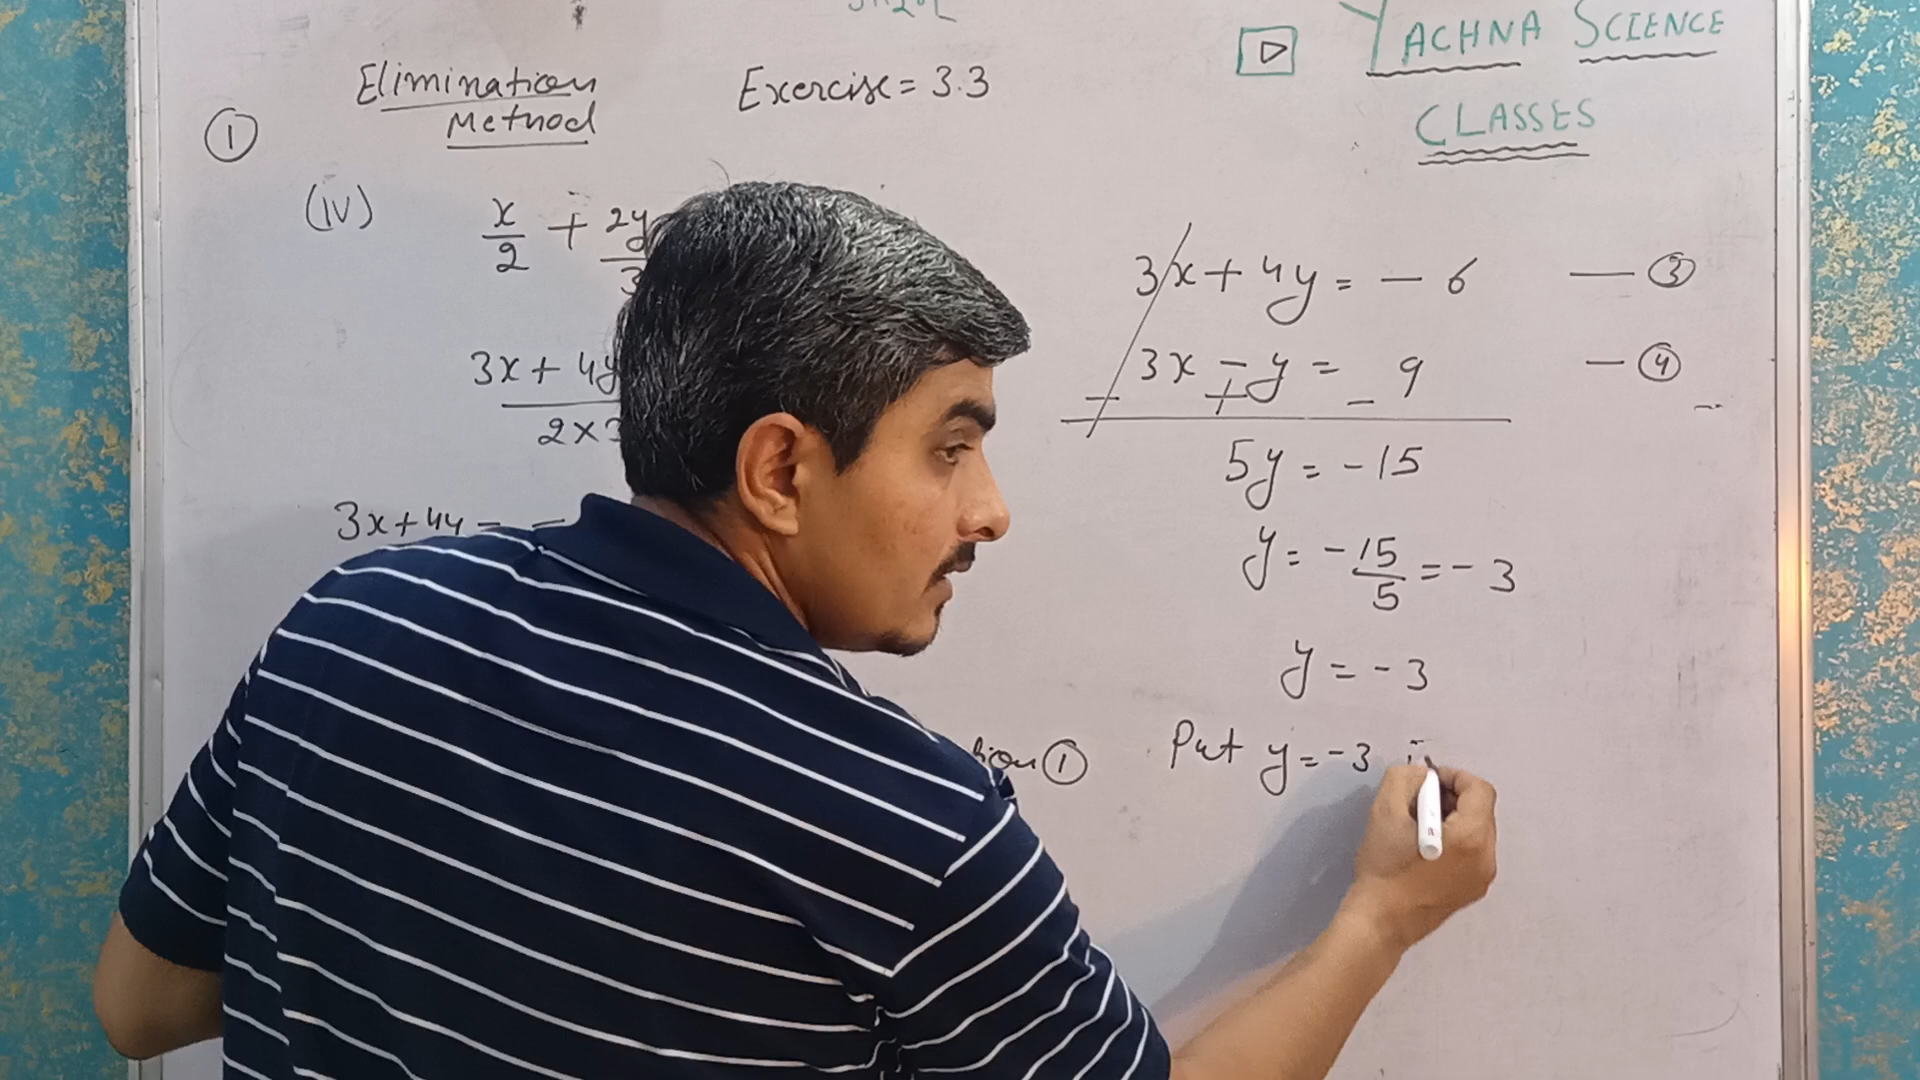 Elimination Exercise = 3.3
Method
YACHNA SCIENCE
CLASSES
①
(iv) x/2 + 2y/3
3x + 4y
2×3
3x + 4y = -
3x + 4y = - 6 — ③
3x - y = 9 — ④
- + -
5y = -15
y = -15/5 = -3
y = -3
①
Put y = -3